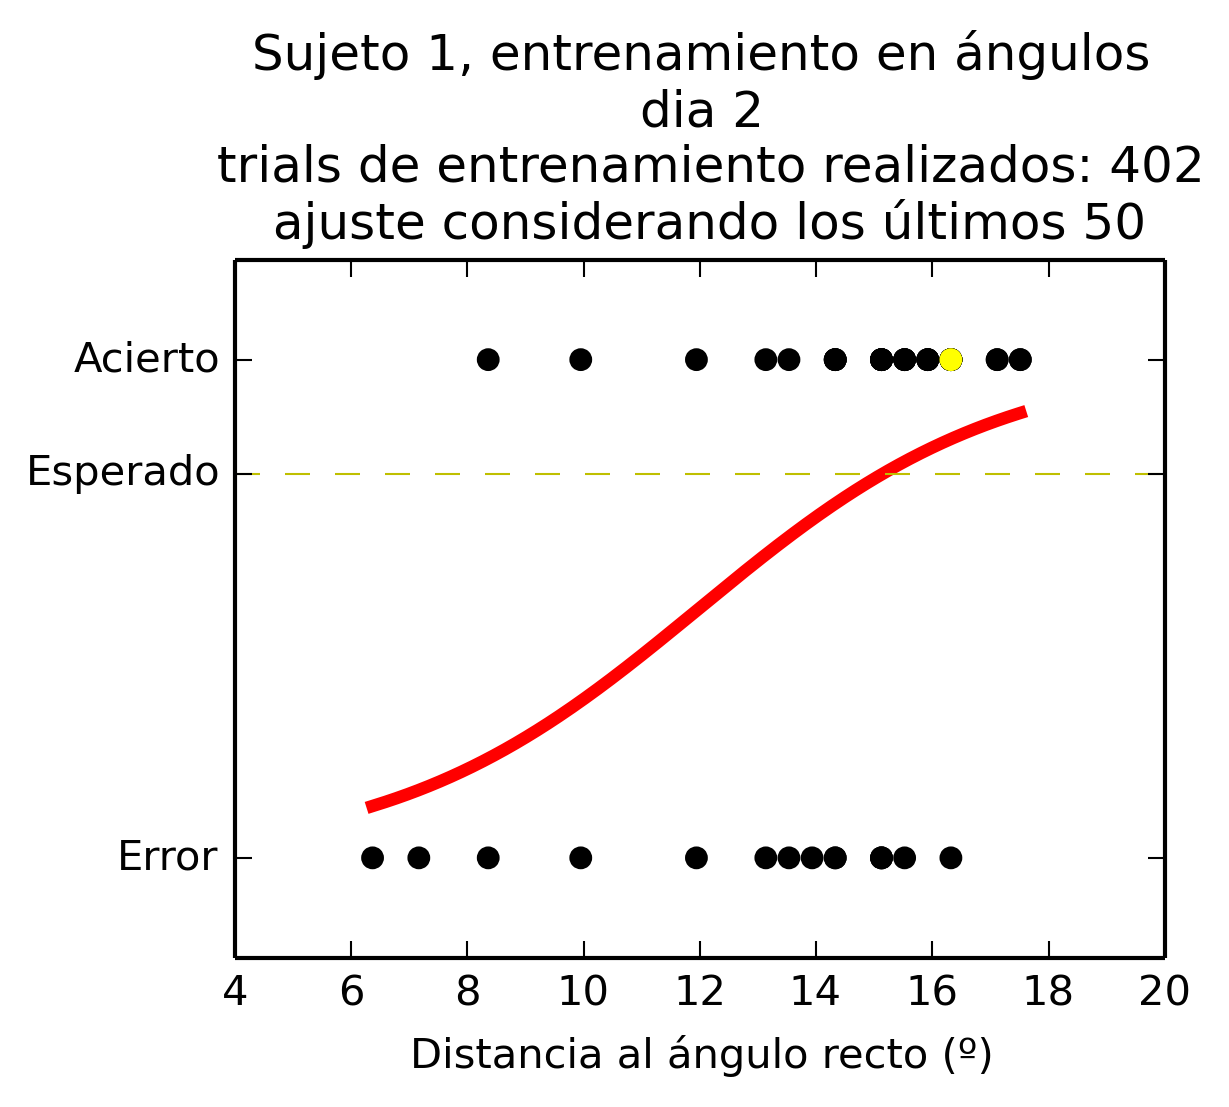 Sujeto 1, entrenamiento en ángulos
dia 2
trials de entrenamiento realizados: 402
ajuste considerando los últimos 50
Acierto
Esperado
Error
4 6 8 10 12 14 16 18 20
Distancia al ángulo recto (º)